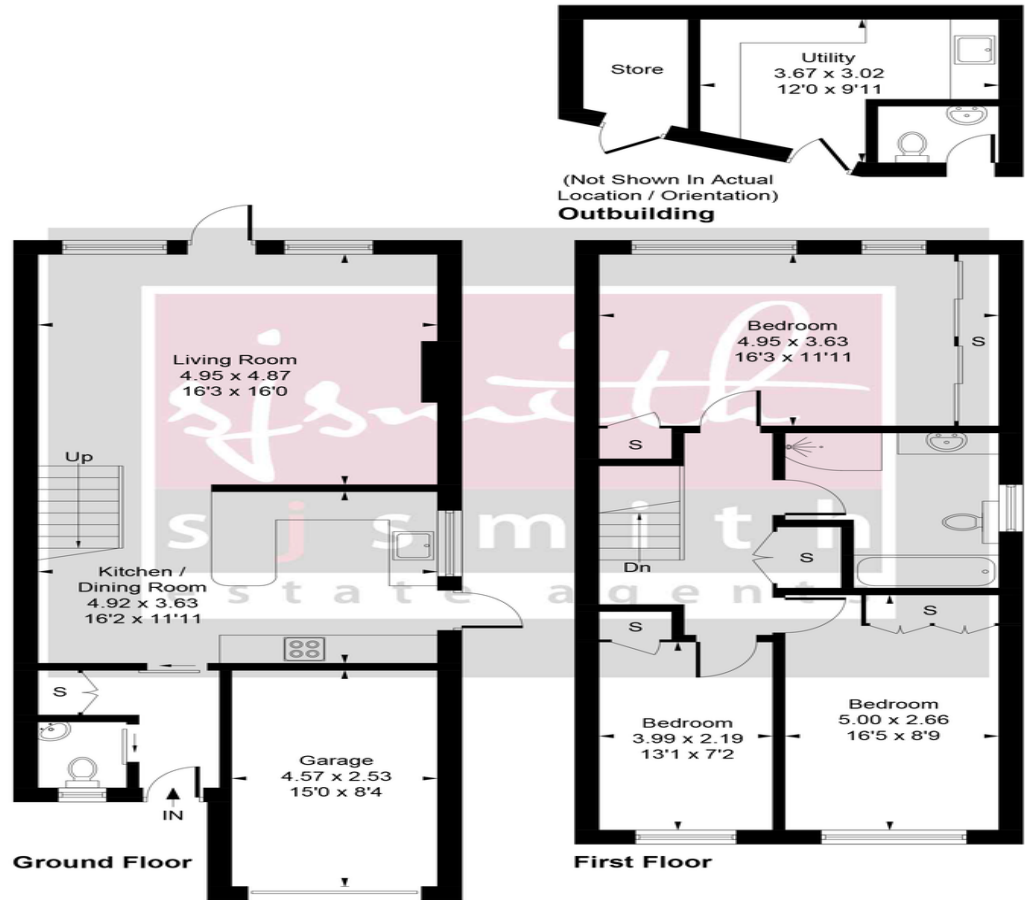 Store
Utility
3.67 x 3.02
12'0 x 9'11
(Not Shown In Actual
Location / Orientation)
Outbuilding
Living Room
4.95 x 4.87
16'3 x 16'0
Up
Kitchen /
Dining Room
4.92 x 3.63
16'2 x 11'11
S
Garage
4.57 x 2.53
15'0 x 8'4
IN
Ground Floor
Bedroom
4.95 x 3.63
16'3 x 11'11
S
S
Dn
S
S
S
Bedroom
3.99 x 2.19
13'1 x 7'2
Bedroom
5.00 x 2.66
16'5 x 8'9
First Floor
sjsmith
sjsmith
estate agents